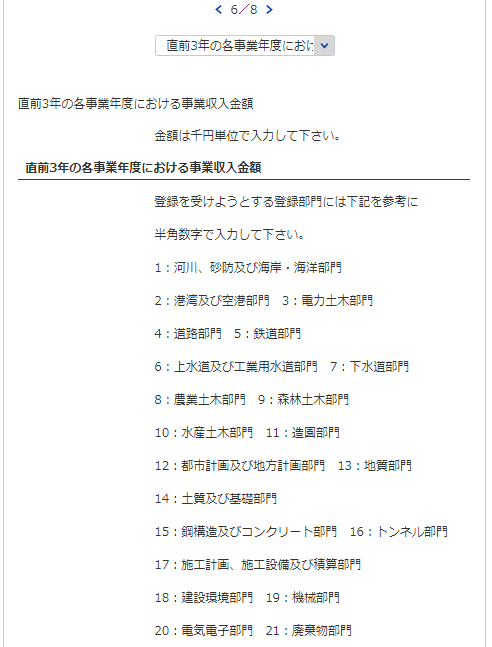 6／8
直前3年の各事業年度におけ
直前3年の各事業年度における事業収入金額
金額は千円単位で入力して下さい。
直前3年の各事業年度における事業収入金額
登録を受けようとする登録部門には下記を参考に
半角数字で入力して下さい。
1：河川、砂防及び海岸・海洋部門
2：港湾及び空港部門　3：電力土木部門
4：道路部門　5：鉄道部門
6：上水道及び工業用水道部門　7：下水道部門
8：農業土木部門　9：森林土木部門
10：水産土木部門　11：造園部門
12：都市計画及び地方計画部門　13：地質部門
14：土質及び基礎部門
15：鋼構造及びコンクリート部門　16：トンネル部門
17：施工計画、施工設備及び積算部門
18：建設環境部門　19：機械部門
20：電気電子部門　21：廃棄物部門